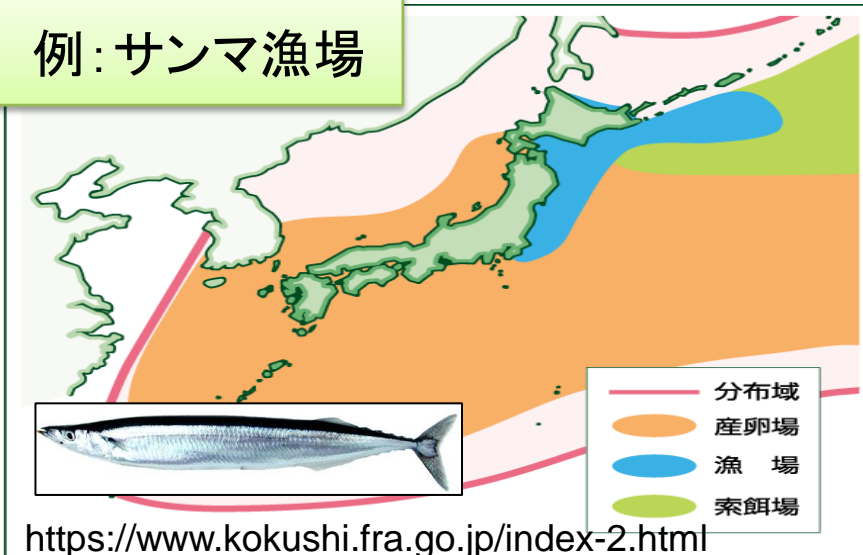 例：サンマ漁場
分布域
産卵場
漁　場
索餌場
https://www.kokushi.fra.go.jp/index-2.html